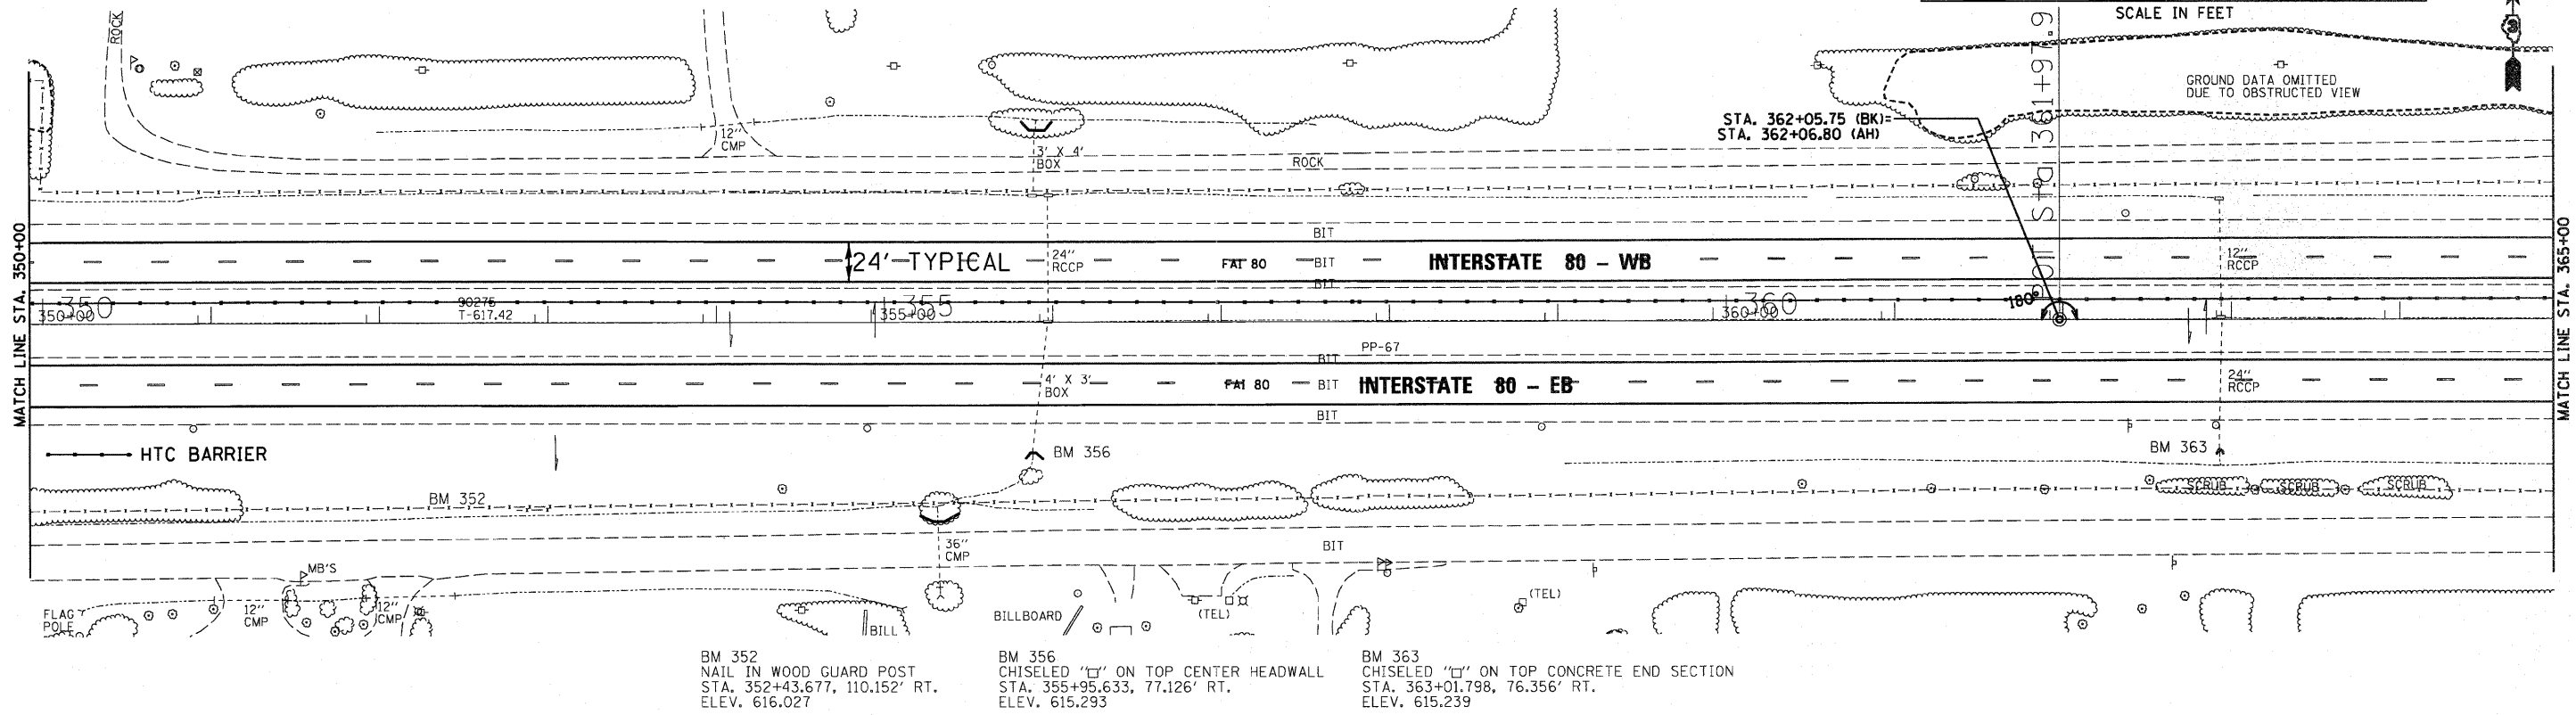 SCALE IN FEET
ROCK
GROUND DATA OMITTED
DUE TO OBSTRUCTED VIEW
STA. 362+05.75 (BK)=
STA. 362+06.80 (AH)
12"
CMP
3' X 4'
BOX
ROCK
MATCH LINE STA. 350+00
MATCH LINE STA. 365+00
Sta 361+97.9
BIT
24' TYPICAL
24"
RCCP
FAI 80
BIT
INTERSTATE 80 - WB
12"
RCCP
BIT
350
350+00
90275
T-617.42
355
355+00
360
360+00
180°
PP-67
BIT
4' X 3'
BOX
FAI 80
BIT
INTERSTATE 80 - EB
24"
RCCP
BIT
HTC BARRIER
BM 356
BM 363
BM 352
SCRUB
SCRUB
SCRUB
36"
CMP
BIT
MB'S
FLAG
POLE
12"
CMP
12"
CMP
BILL
BILLBOARD
(TEL)
(TEL)
BM 352
NAIL IN WOOD GUARD POST
STA. 352+43.677, 110.152' RT.
ELEV. 616.027
BM 356
CHISELED "□" ON TOP CENTER HEADWALL
STA. 355+95.633, 77.126' RT.
ELEV. 615.293
BM 363
CHISELED "□" ON TOP CONCRETE END SECTION
STA. 363+01.798, 76.356' RT.
ELEV. 615.239